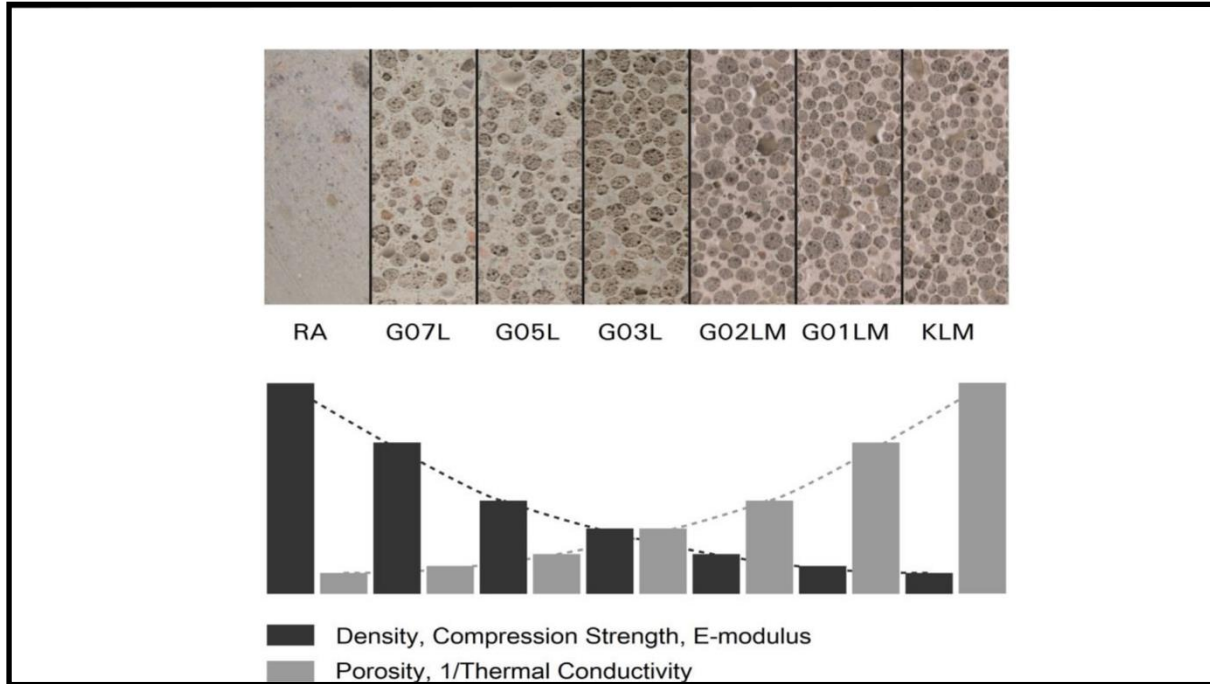 RA G07L G05L G03L G02LM G01LM KLM
Density, Compression Strength, E-modulus
Porosity, 1/Thermal Conductivity